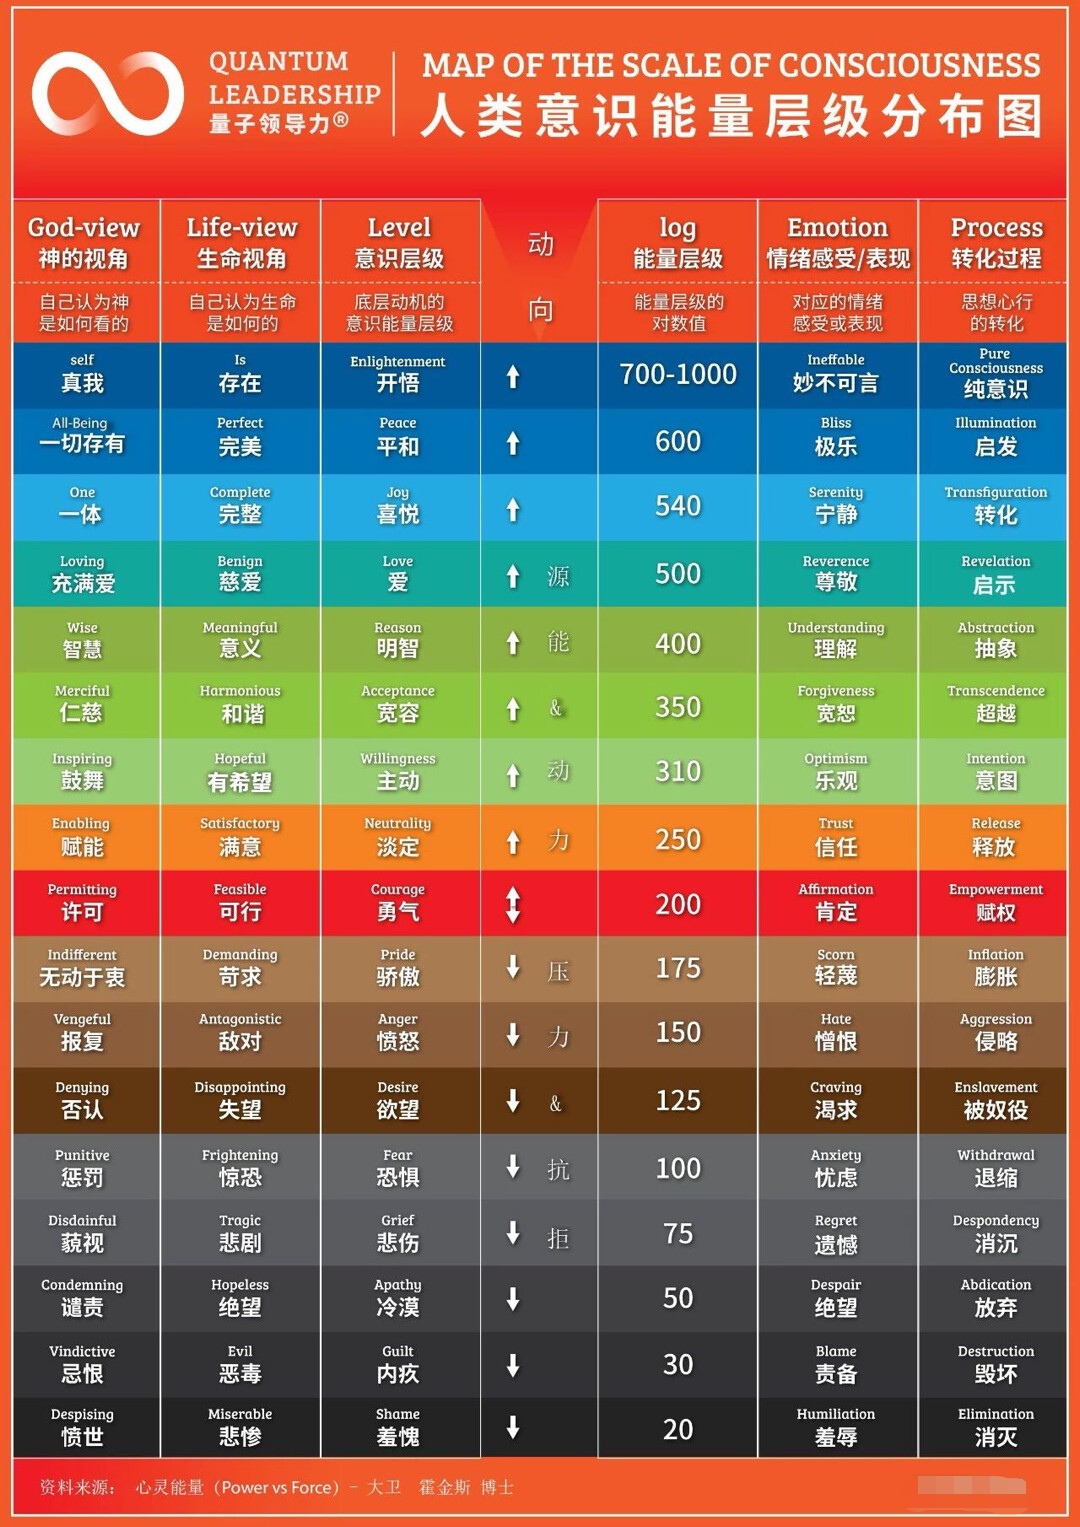 QUANTUM
LEADERSHIP
量子领导力®
MAP OF THE SCALE OF CONSCIOUSNESS
人类意识能量层级分布图
God-view
神的视角
自己认为神
是如何看的
Life-view
生命视角
自己认为生命
是如何的
Level
意识层级
底层动机的
意识能量层级
动
向
log
能量层级
能量层级的
对数值
Emotion
情绪感受/表现
对应的情绪
感受或表现
Process
转化过程
思想心行
的转化
self Is Enlightenment Ineffable Pure Consciousness
真我 存在 开悟 ⬆ 700-1000 妙不可言 纯意识
All-Being Perfect Peace Bliss Illumination
一切存有 完美 平和 ⬆ 600 极乐 启发
One Complete Joy Serenity Transfiguration
一体 完整 喜悦 ⬆ 540 宁静 转化
Loving Benign Love Reverence Revelation
充满爱 慈爱 爱 ⬆ 源 500 尊敬 启示
Wise Meaningful Reason Understanding Abstraction
智慧 意义 明智 ⬆ 能 400 理解 抽象
Merciful Harmonious Acceptance Forgiveness Transcendence
仁慈 和谐 宽容 ⬆ & 350 宽恕 超越
Inspiring Hopeful Willingness Optimism Intention
鼓舞 有希望 主动 ⬆ 动 310 乐观 意图
Enabling Satisfactory Neutrality Trust Release
赋能 满意 淡定 ⬆ 力 250 信任 释放
Permitting Feasible Courage Affirmation Empowerment
许可 可行 勇气 ⬍ 200 肯定 赋权
Indifferent Demanding Pride Scorn Inflation
无动于衷 苛求 骄傲 ⬇ 压 175 轻蔑 膨胀
Vengeful Antagonistic Anger Hate Aggression
报复 敌对 愤怒 ⬇ 力 150 憎恨 侵略
Denying Disappointing Desire Craving Enslavement
否认 失望 欲望 ⬇ & 125 渴求 被奴役
Punitive Frightening Fear Anxiety Withdrawal
惩罚 惊恐 恐惧 ⬇ 抗 100 忧虑 退缩
Disdainful Tragic Grief Regret Despondency
藐视 悲剧 悲伤 ⬇ 拒 75 遗憾 消沉
Condemning Hopeless Apathy Despair Abdication
谴责 绝望 冷漠 ⬇ 50 绝望 放弃
Vindictive Evil Guilt Blame Destruction
忌恨 恶毒 内疚 ⬇ 30 责备 毁坏
Despising Miserable Shame Humiliation Elimination
愤世 悲惨 羞愧 ⬇ 20 羞辱 消灭
资料来源： 心灵能量（Power vs Force）- 大卫 霍金斯 博士